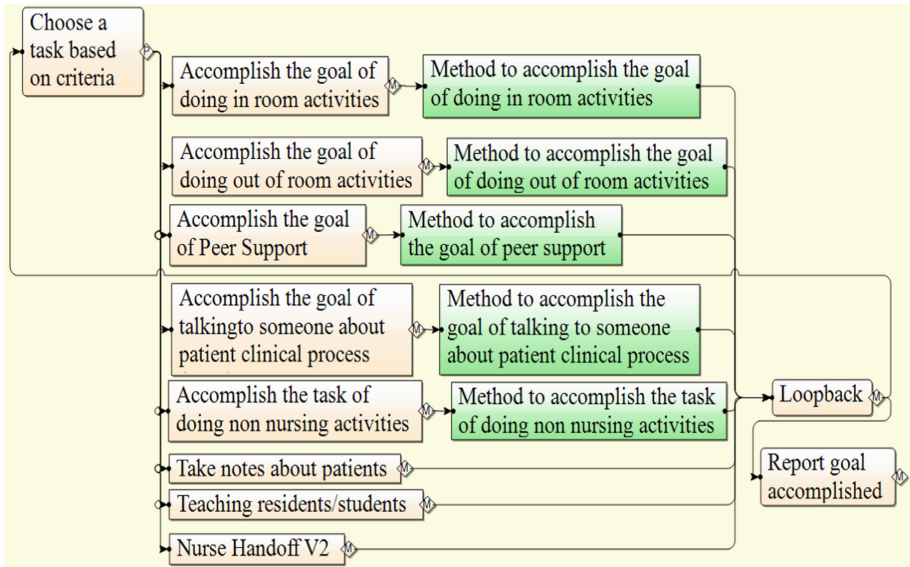 Choose a
task based
on criteria
P
Accomplish the goal of
doing in room activities
M
Method to accomplish the goal
of doing in room activities
Accomplish the goal of
doing out of room activities
M
Method to accomplish the goal
of doing out of room activities
Accomplish the goal
of Peer Support
M
Method to accomplish
the goal of peer support
Accomplish the goal of
talkingto someone about
patient clinical process
M
Method to accomplish the
goal of talking to someone
about patient clinical process
Accomplish the task of
doing non nursing activities
M
Method to accomplish the task
of doing non nursing activities
Loopback
M
Take notes about patients
M
Report goal
accomplished
M
Teaching residents/students
M
Nurse Handoff V2
M